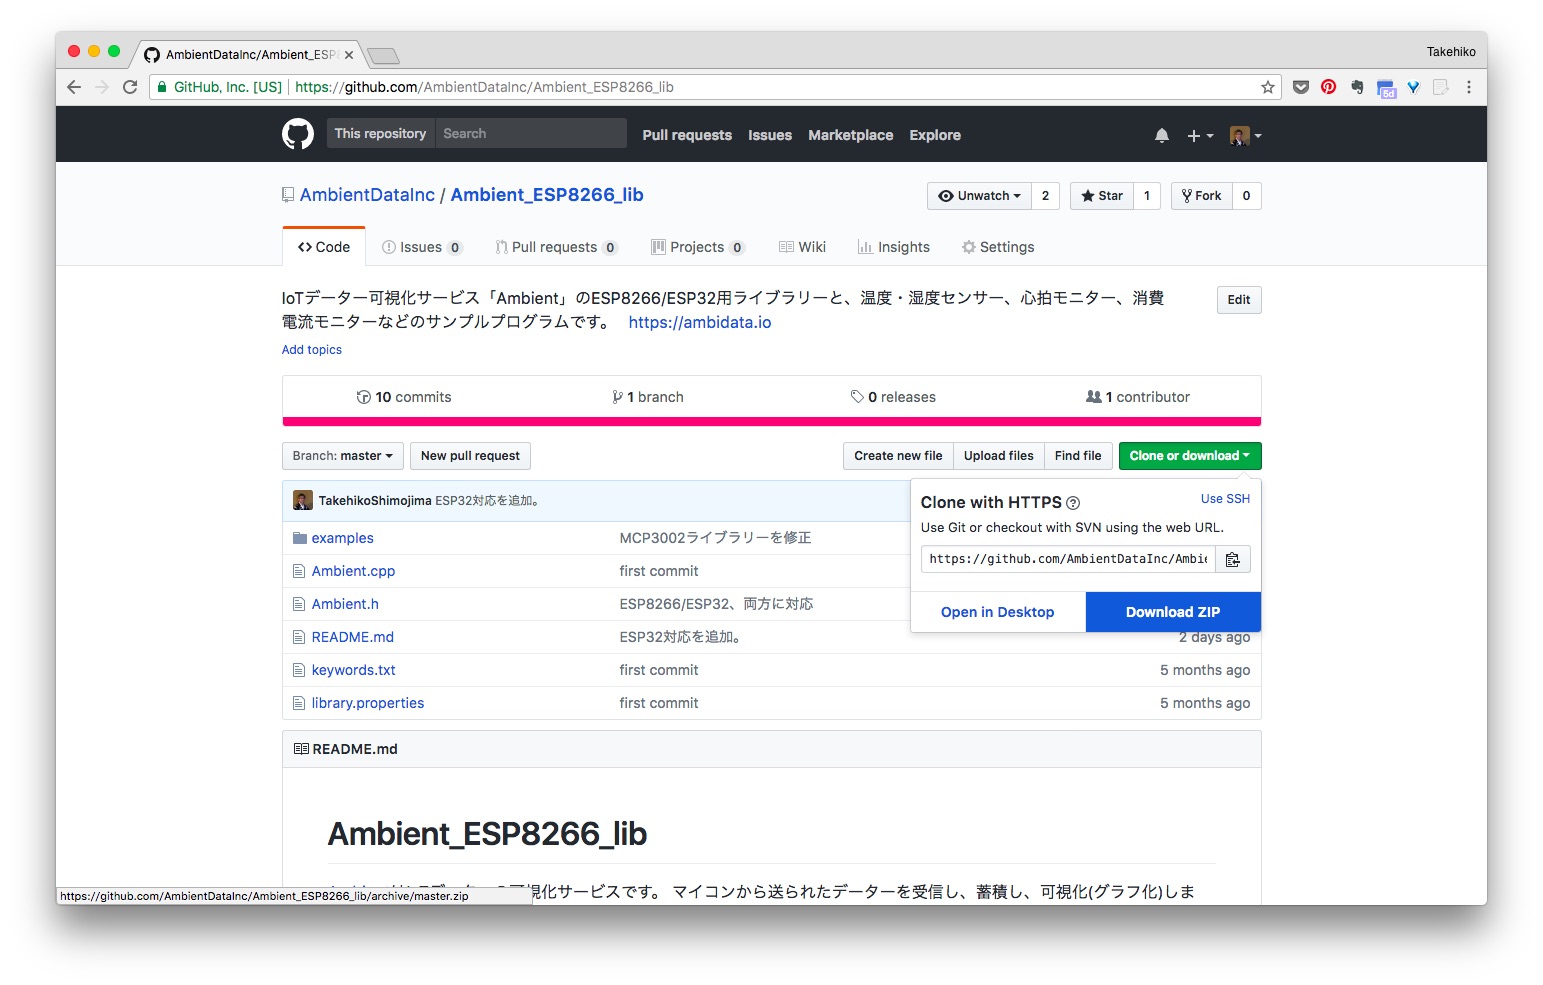 AmbientDataInc/Ambient_ESP
Takehiko
GitHub, Inc. [US] https://github.com/AmbientDataInc/Ambient_ESP8266_lib
5d
This repository Search Pull requests Issues Marketplace Explore
AmbientDataInc / Ambient_ESP8266_lib
Unwatch 2 Star 1 Fork 0
Code Issues 0 Pull requests 0 Projects 0 Wiki Insights Settings
IoTデーター可視化サービス「Ambient」のESP8266/ESP32用ライブラリーと、温度・湿度センサー、心拍モニター、消費
電流モニターなどのサンプルプログラムです。 https://ambidata.io
Edit
Add topics
10 commits 1 branch 0 releases 1 contributor
Branch: master New pull request Create new file Upload files Find file Clone or download
TakehikoShimojima ESP32対応を追加。
Clone with HTTPS Use SSH
Use Git or checkout with SVN using the web URL.
https://github.com/AmbientDataInc/Ambie
Open in Desktop Download ZIP
examples MCP3002ライブラリーを修正
Ambient.cpp first commit
Ambient.h ESP8266/ESP32、両方に対応
README.md ESP32対応を追加。 2 days ago
keywords.txt first commit 5 months ago
library.properties first commit 5 months ago
README.md
Ambient_ESP8266_lib
可視化サービスです。 マイコンから送られたデーターを受信し、蓄積し、可視化(グラフ化)しま
https://github.com/AmbientDataInc/Ambient_ESP8266_lib/archive/master.zip